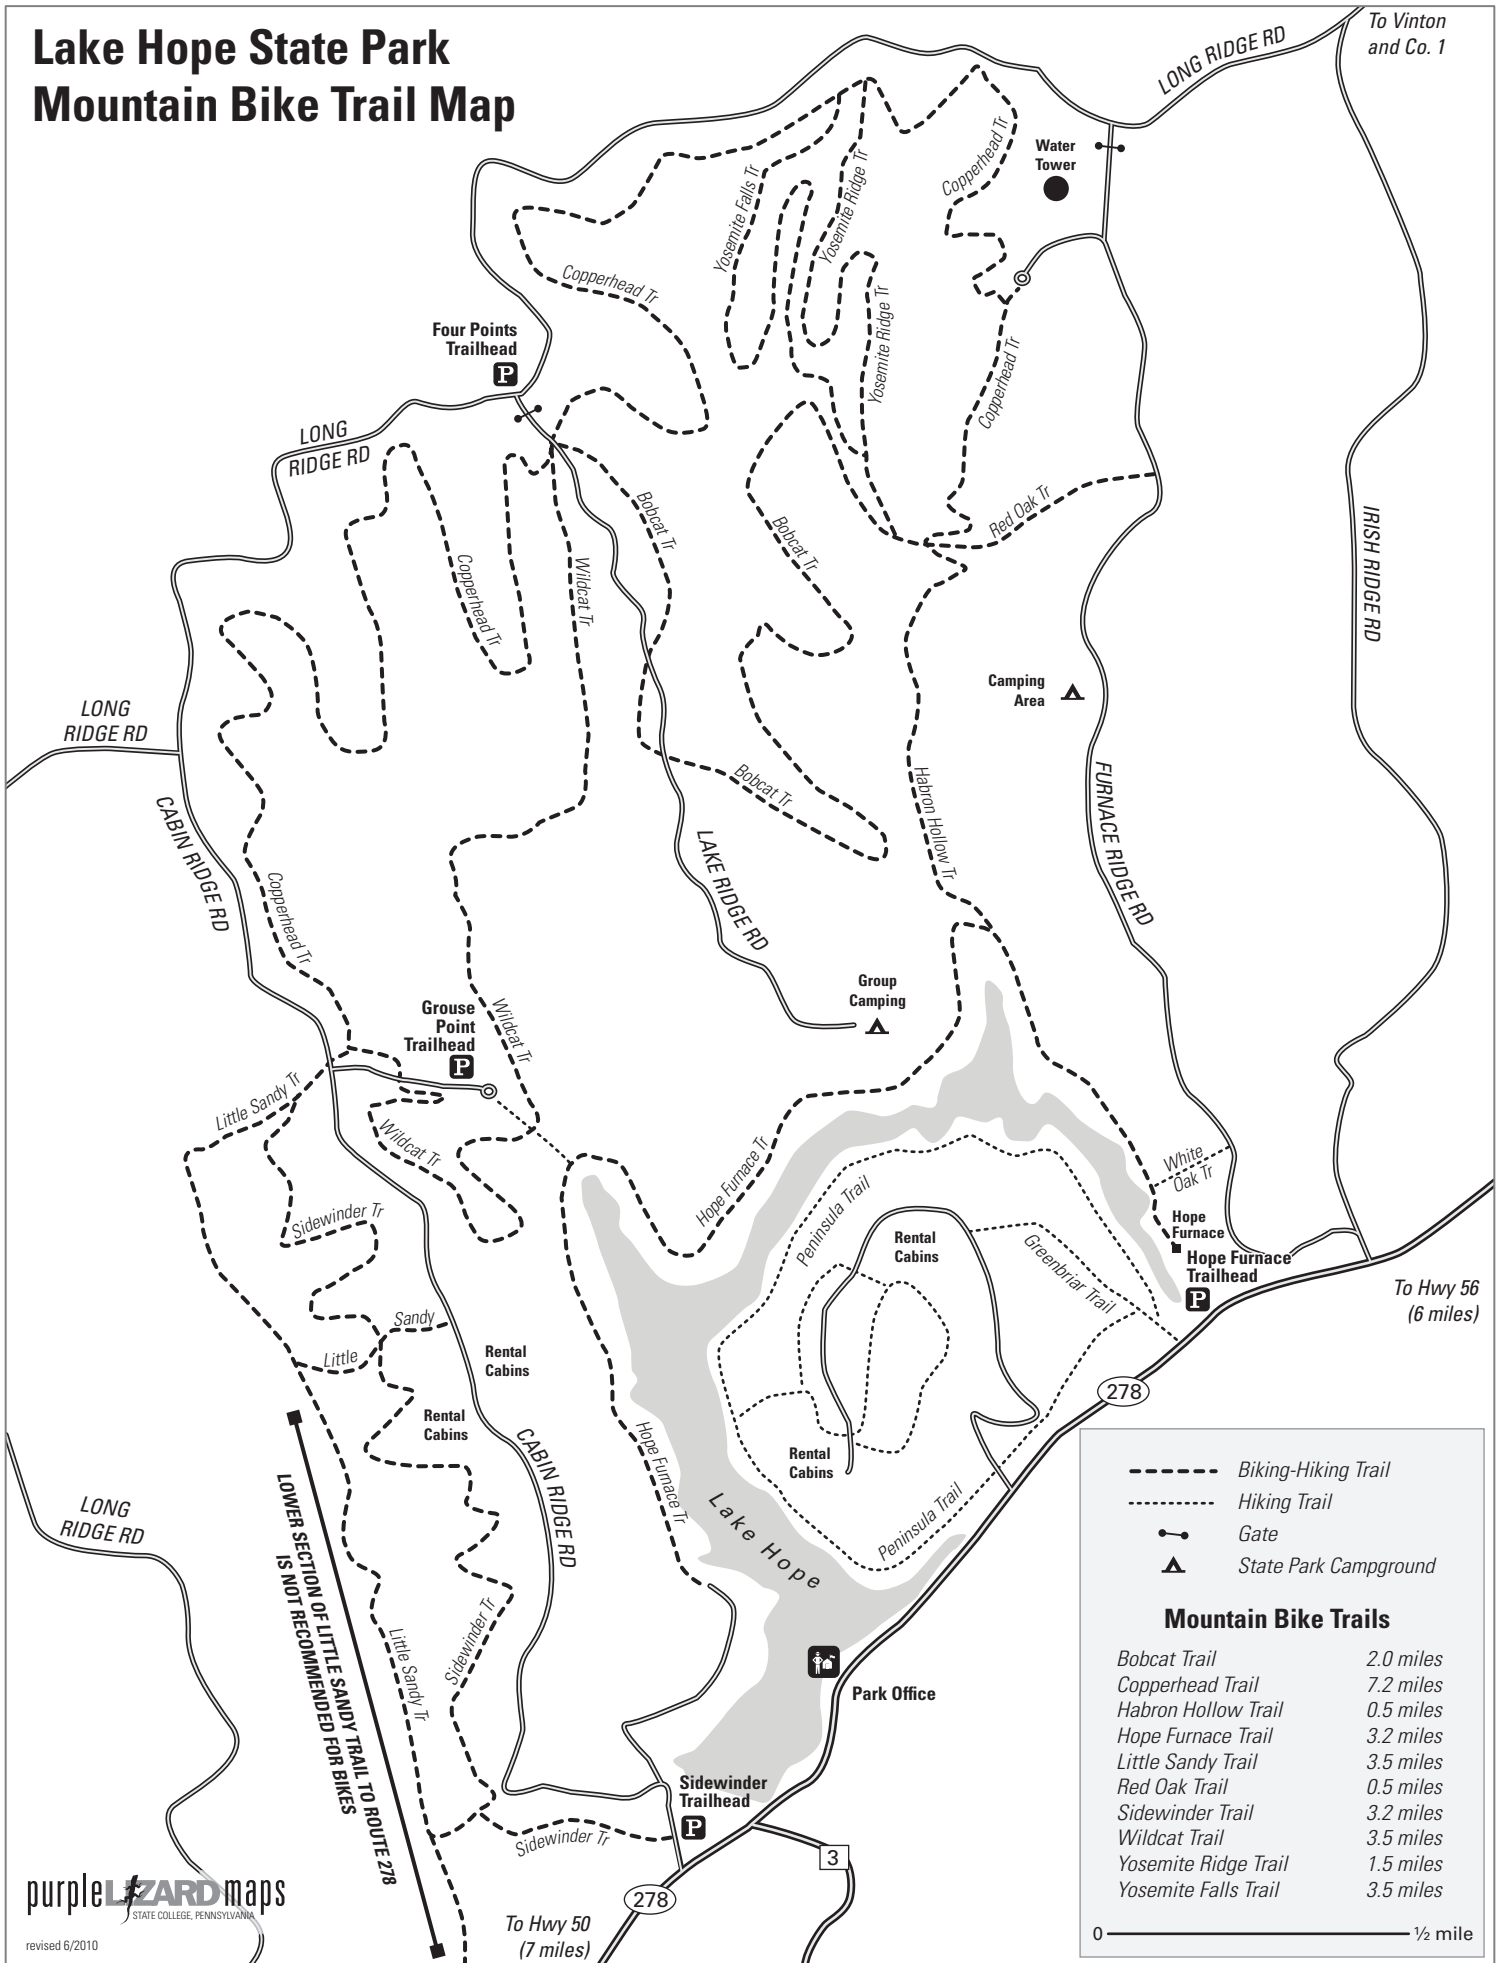 Lake Hope State Park
Mountain Bike Trail Map
To Vinton
and Co. 1
LONG RIDGE RD
Water
Tower
Copperhead Tr
Yosemite Falls Tr
Yosemite Ridge Tr
Copperhead Tr
Yosemite Ridge Tr
Copperhead Tr
Four Points
Trailhead
P
LONG
RIDGE RD
Bobcat Tr
Bobcat Tr
Red Oak Tr
IRISH RIDGE RD
Copperhead Tr
Wildcat Tr
Camping
Area
LONG
RIDGE RD
Bobcat Tr
Habron Hollow Tr
FURNACE RIDGE RD
CABIN RIDGE RD
LAKE RIDGE RD
Copperhead Tr
Group
Camping
Grouse
Point
Trailhead
P
Wildcat Tr
Little Sandy Tr
Wildcat Tr
Hope Furnace Tr
White
Oak Tr
Peninsula Trail
Sidewinder Tr
Rental
Cabins
Greenbriar Trail
Hope
Furnace
Hope Furnace
Trailhead
P
To Hwy 56
(6 miles)
Sandy
Little
Rental
Cabins
278
Rental
Cabins
CABIN RIDGE RD
Hope Furnace Tr
Rental
Cabins
Lake Hope
Peninsula Trail
LONG
RIDGE RD
LOWER SECTION OF LITTLE SANDY TRAIL TO ROUTE 278
IS NOT RECOMMENDED FOR BIKES
Little Sandy Tr
Sidewinder Tr
Park Office
Sidewinder
Trailhead
P
Sidewinder Tr
3
278
To Hwy 50
(7 miles)
Biking-Hiking Trail
Hiking Trail
Gate
State Park Campground
Mountain Bike Trails
Bobcat Trail 2.0 miles
Copperhead Trail 7.2 miles
Habron Hollow Trail 0.5 miles
Hope Furnace Trail 3.2 miles
Little Sandy Trail 3.5 miles
Red Oak Trail 0.5 miles
Sidewinder Trail 3.2 miles
Wildcat Trail 3.5 miles
Yosemite Ridge Trail 1.5 miles
Yosemite Falls Trail 3.5 miles
0 ½ mile
purple LIZARD maps
STATE COLLEGE, PENNSYLVANIA
revised 6/2010